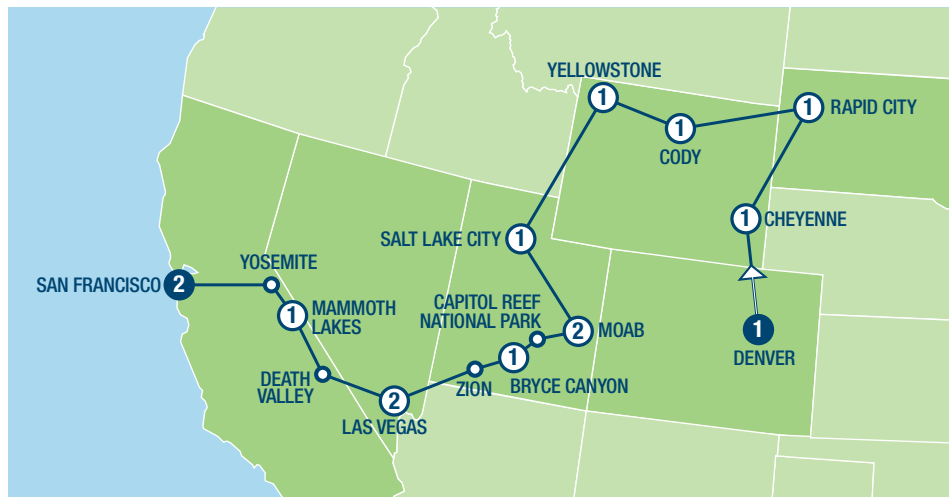 YELLOWSTONE
1
1
RAPID CITY
1
CODY
1
CHEYENNE
SALT LAKE CITY
1
YOSEMITE
SAN FRANCISCO
2
1
MAMMOTH
LAKES
CAPITOL REEF
NATIONAL PARK
2
MOAB
1
DENVER
1
BRYCE CANYON
ZION
DEATH
VALLEY
2
LAS VEGAS